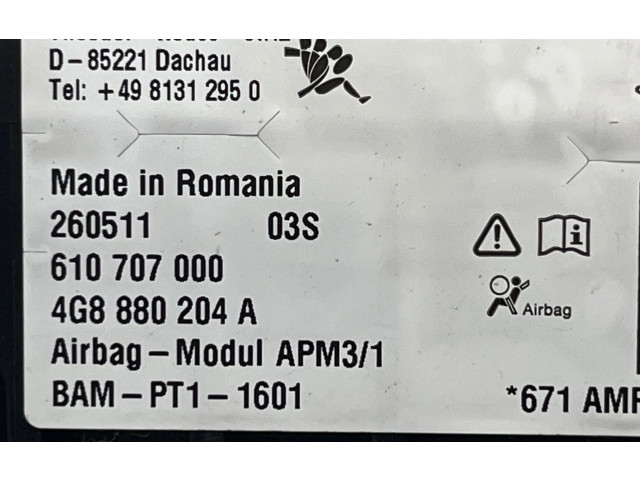 D-85221 Dachau
Tel: +49 8131 295 0
Made in Romania
260511 03S
610 707 000
4G8 880 204 A
Airbag
Airbag-Modul APM3/1
BAM-PT1-1601
*671 AMF